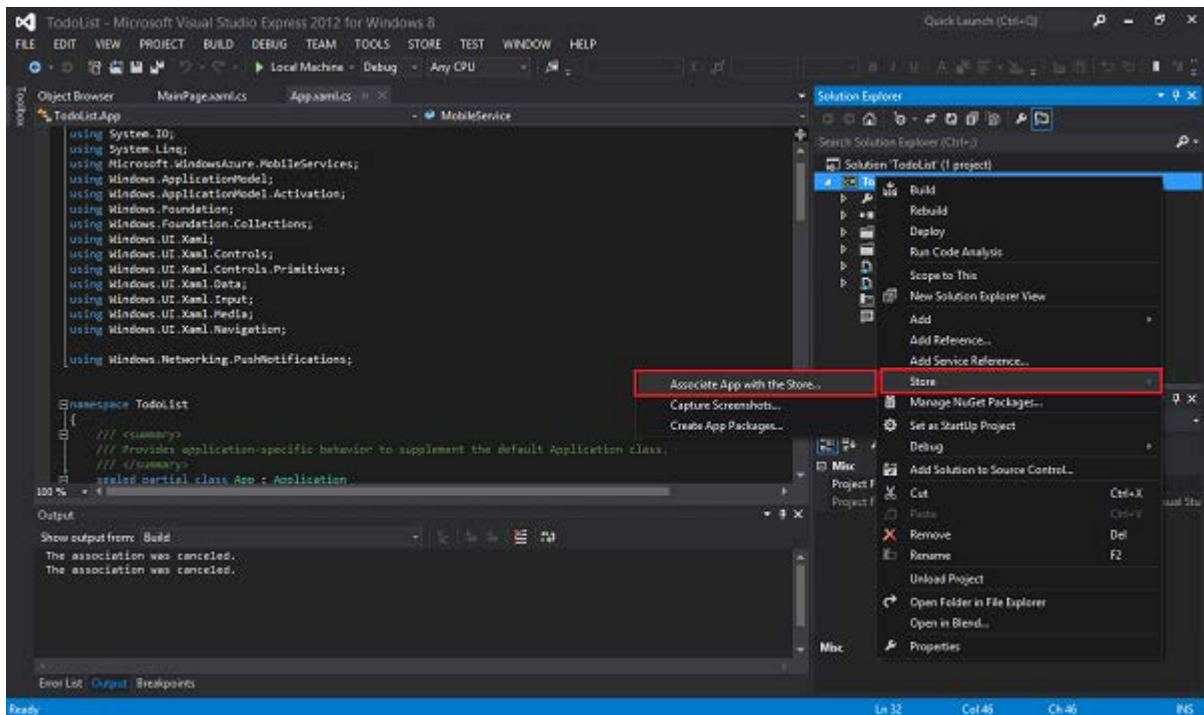 TodoList - Microsoft Visual Studio Express 2012 for Windows 8
Quick Launch (Ctrl+Q)
FILE EDIT VIEW PROJECT BUILD DEBUG TEAM TOOLS STORE TEST WINDOW HELP
Local Machine Debug Any CPU
Toolbox
Object Browser MainPage.xaml.cs App.xaml.cs
TodoList.App MobileService
using System.IO;
using System.Linq;
using Microsoft.WindowsAzure.MobileServices;
using Windows.ApplicationModel;
using Windows.ApplicationModel.Activation;
using Windows.Foundation;
using Windows.Foundation.Collections;
using Windows.UI.Xaml;
using Windows.UI.Xaml.Controls;
using Windows.UI.Xaml.Controls.Primitives;
using Windows.UI.Xaml.Data;
using Windows.UI.Xaml.Input;
using Windows.UI.Xaml.Media;
using Windows.UI.Xaml.Navigation;
using Windows.Networking.PushNotifications;
namespace TodoList
{
/// <summary>
/// Provides application-specific behavior to supplement the default Application class.
/// </summary>
sealed partial class App : Application
100 %
Output
Show output from: Build
The association was canceled.
The association was canceled.
Error List Output Breakpoints
Solution Explorer
Search Solution Explorer (Ctrl+;)
Solution 'TodoList' (1 project)
To
Build
Rebuild
Deploy
Run Code Analysis
Scope to This
New Solution Explorer View
Add
Add Reference...
Add Service Reference...
Store
Manage NuGet Packages...
Set as StartUp Project
Debug
Add Solution to Source Control...
Cut Ctrl+X
Paste Ctrl+V
Remove Del
Rename F2
Unload Project
Open Folder in File Explorer
Open in Blend...
Properties
Associate App with the Store...
Capture Screenshots...
Create App Packages...
Misc
Project F
Project F
Misc
Ready
Ln 32 Col 46 Ch 46 INS